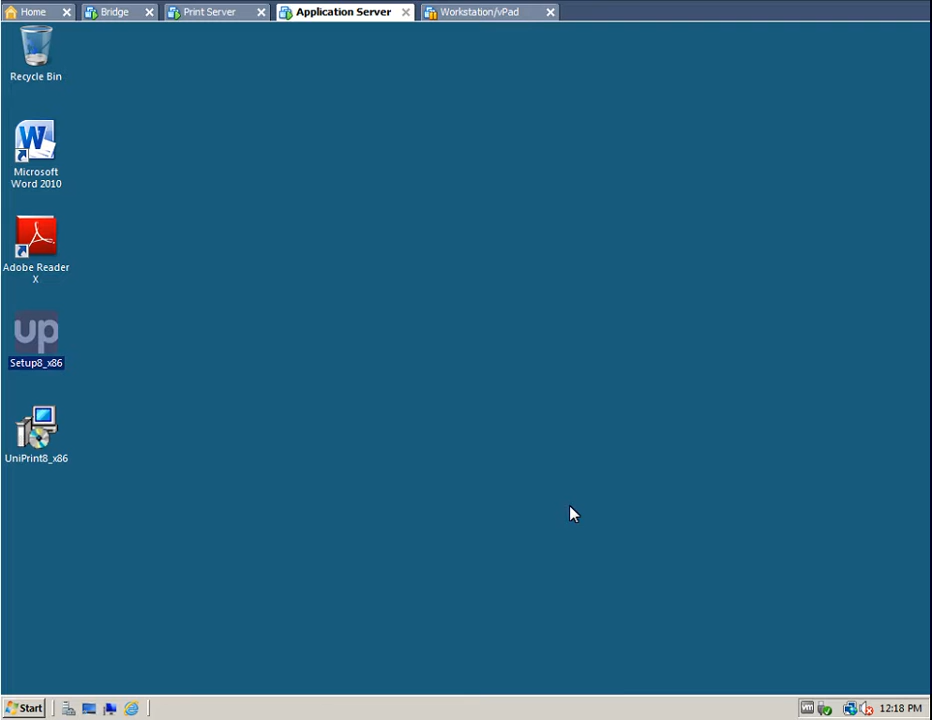 Home
Bridge
Print Server
Application Server
Workstation/vPad
Recycle Bin
W
Microsoft
Word 2010
Adobe Reader
X
up
Setup8_x86
UniPrint8_x86
Start
vm
12:18 PM